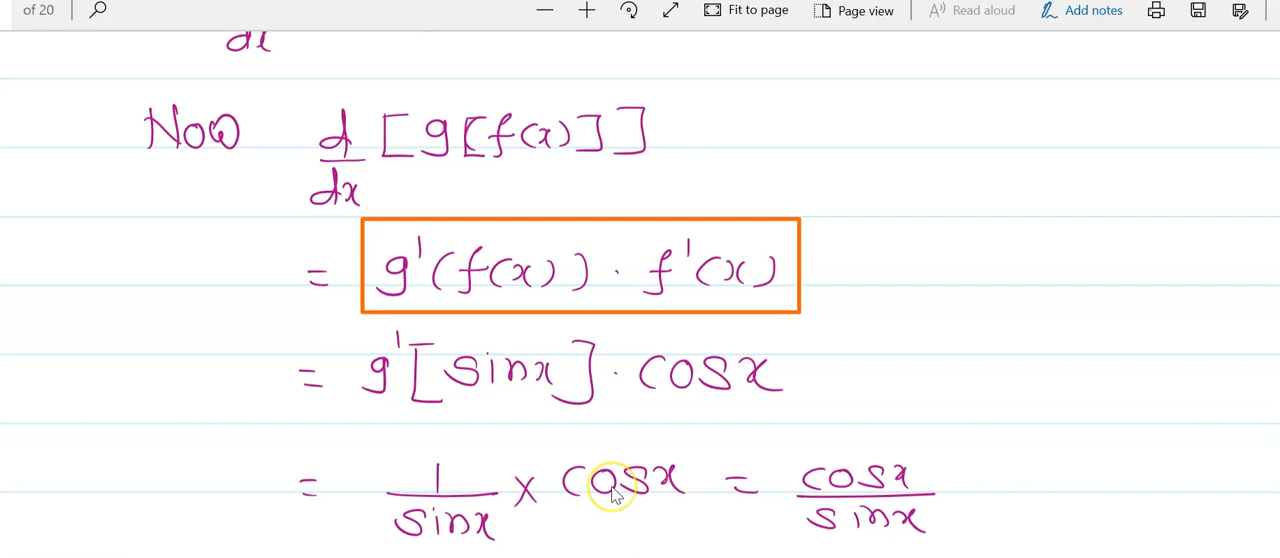 of 20 Fit to page Page view Read aloud Add notes
Now d/dx [g[f(x)]]
= g'(f(x)) · f'(x)
= g'[sinx] · cosx
= 1/sinx × cosx = cosx/sinx